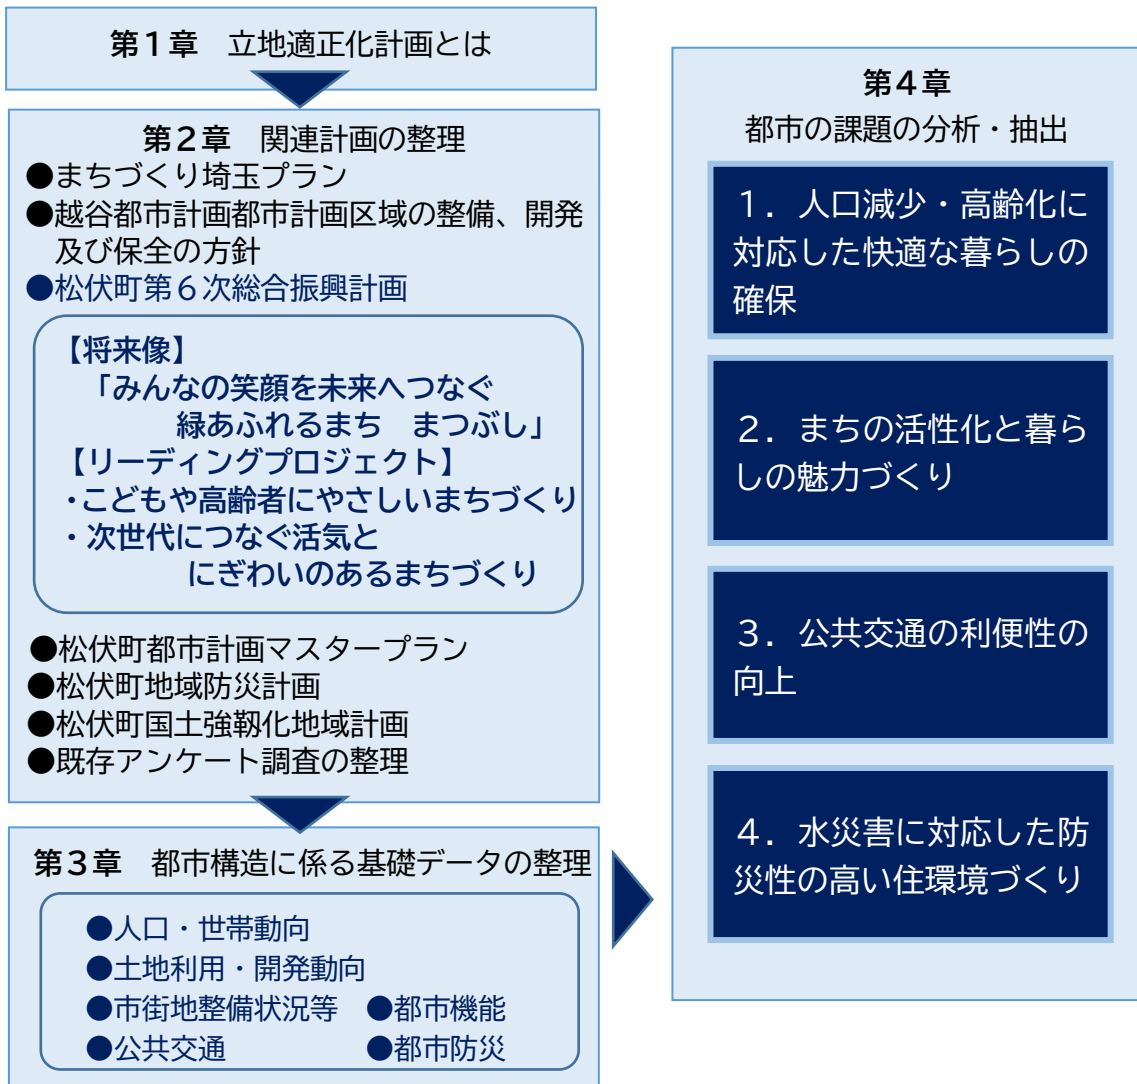 第1章　立地適正化計画とは
第2章　関連計画の整理
●まちづくり埼玉プラン
●越谷都市計画都市計画区域の整備、開発
及び保全の方針
●松伏町第６次総合振興計画
【将来像】
「みんなの笑顔を未来へつなぐ
緑あふれるまち　まつぶし」
【リーディングプロジェクト】
・こどもや高齢者にやさしいまちづくり
・次世代につなぐ活気と
にぎわいのあるまちづくり
●松伏町都市計画マスタープラン
●松伏町地域防災計画
●松伏町国土強靱化地域計画
●既存アンケート調査の整理
第3章　都市構造に係る基礎データの整理
●人口・世帯動向
●土地利用・開発動向
●市街地整備状況等　●都市機能
●公共交通　●都市防災
第4章
都市の課題の分析・抽出
１．人口減少・高齢化に
対応した快適な暮らしの
確保
２．まちの活性化と暮ら
しの魅力づくり
３．公共交通の利便性の
向上
４．水災害に対応した防
災性の高い住環境づくり